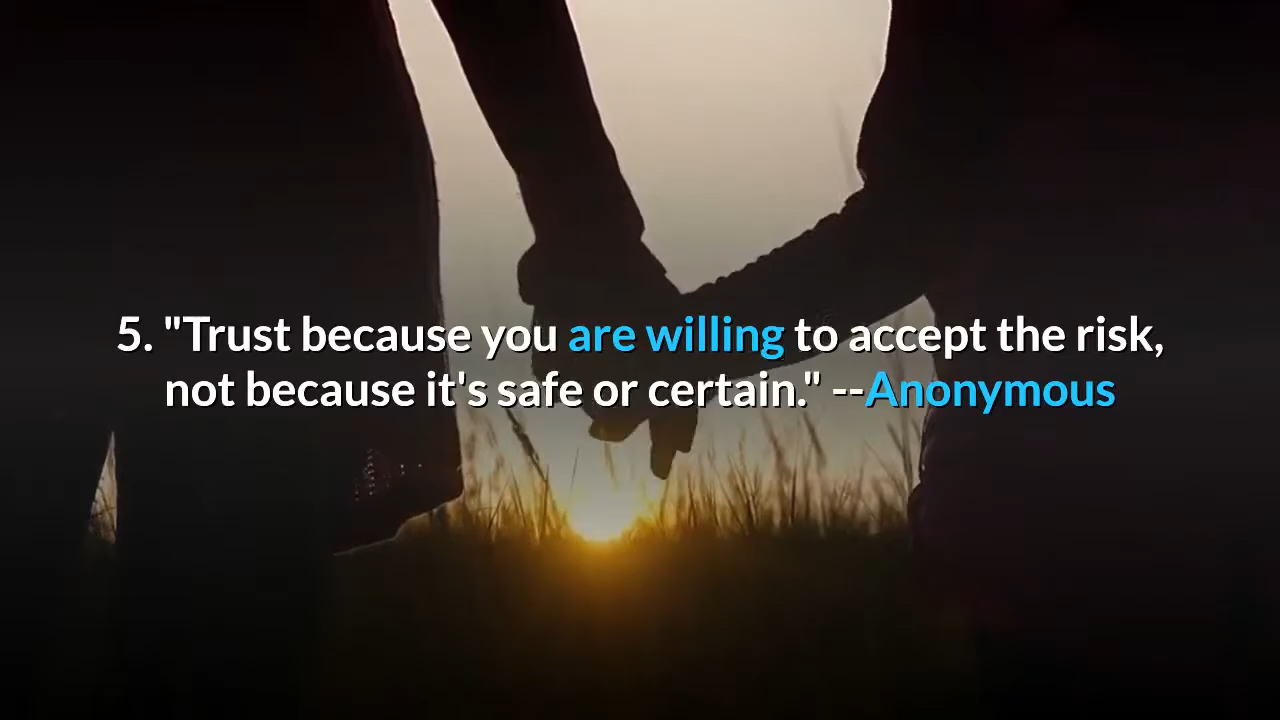 5. "Trust because you are willing to accept the risk,
not because it's safe or certain." --Anonymous